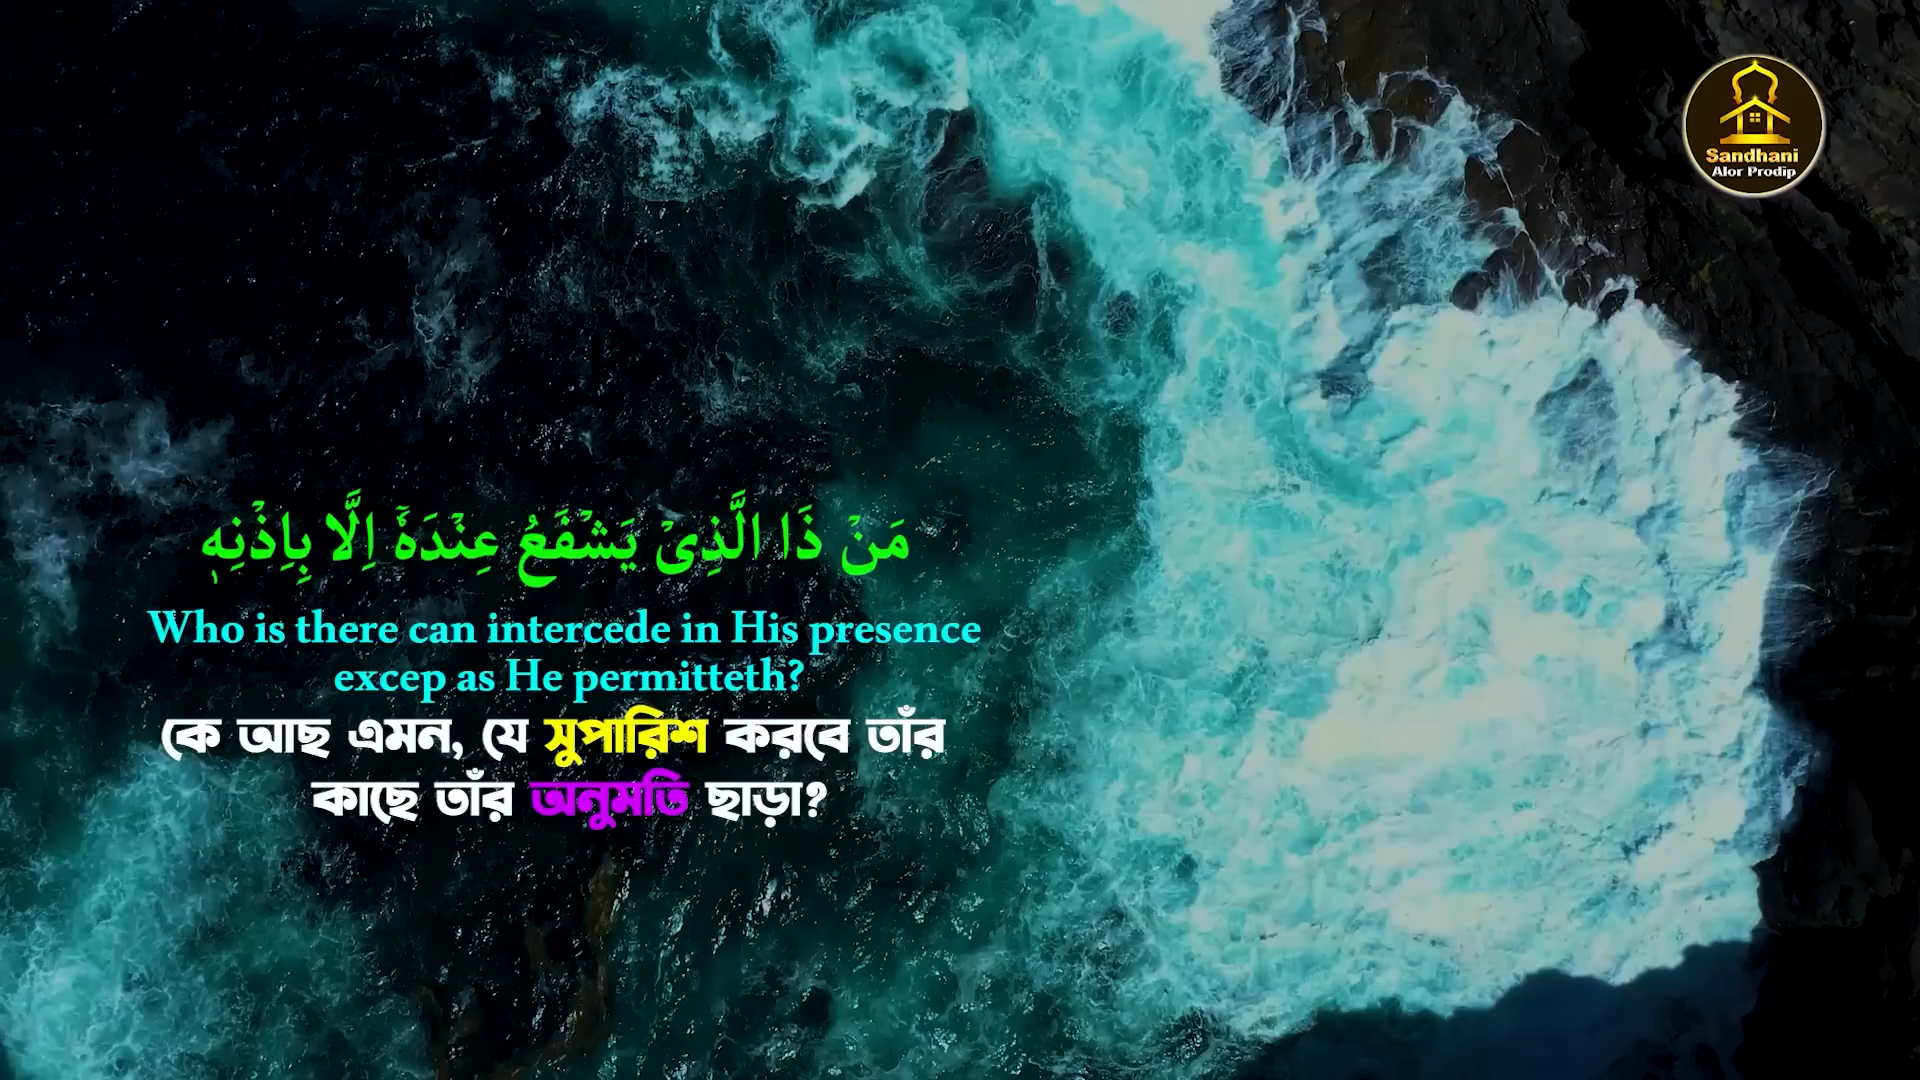 Sandhani
Alor Prodip
مَنْ ذَا الَّذِیْ یَشْفَعُ عِنْدَهٗۤ اِلَّا بِاِذْنِهٖ
Who is there can intercede in His presence
excep as He permitteth?
কে আছ এমন, যে সুপারিশ করবে তাঁর
কাছে তাঁর অনুমতি ছাড়া?